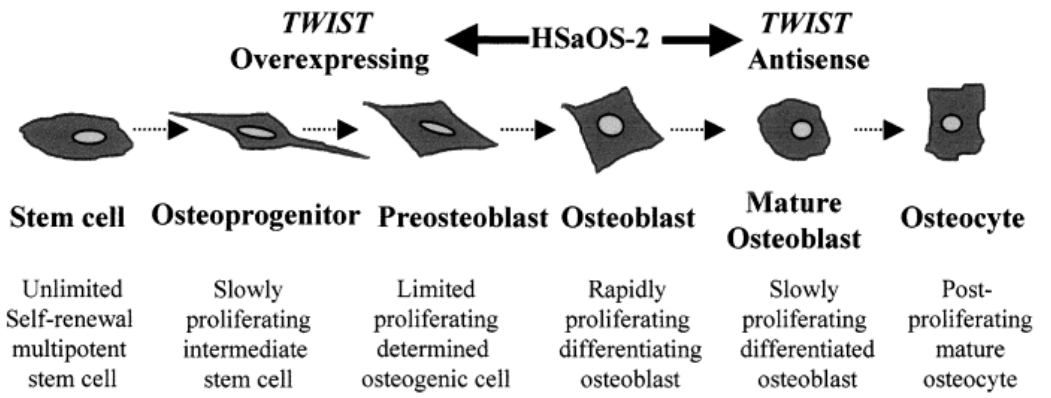 TWIST
Overexpressing
HSaOS-2
TWIST
Antisense
Stem cell
Osteoprogenitor
Preosteoblast
Osteoblast
Mature
Osteoblast
Osteocyte
Unlimited
Self-renewal
multipotent
stem cell
Slowly
proliferating
intermediate
stem cell
Limited
proliferating
determined
osteogenic cell
Rapidly
proliferating
differentiating
osteoblast
Slowly
proliferating
differentiated
osteoblast
Post-
proliferating
mature
osteocyte